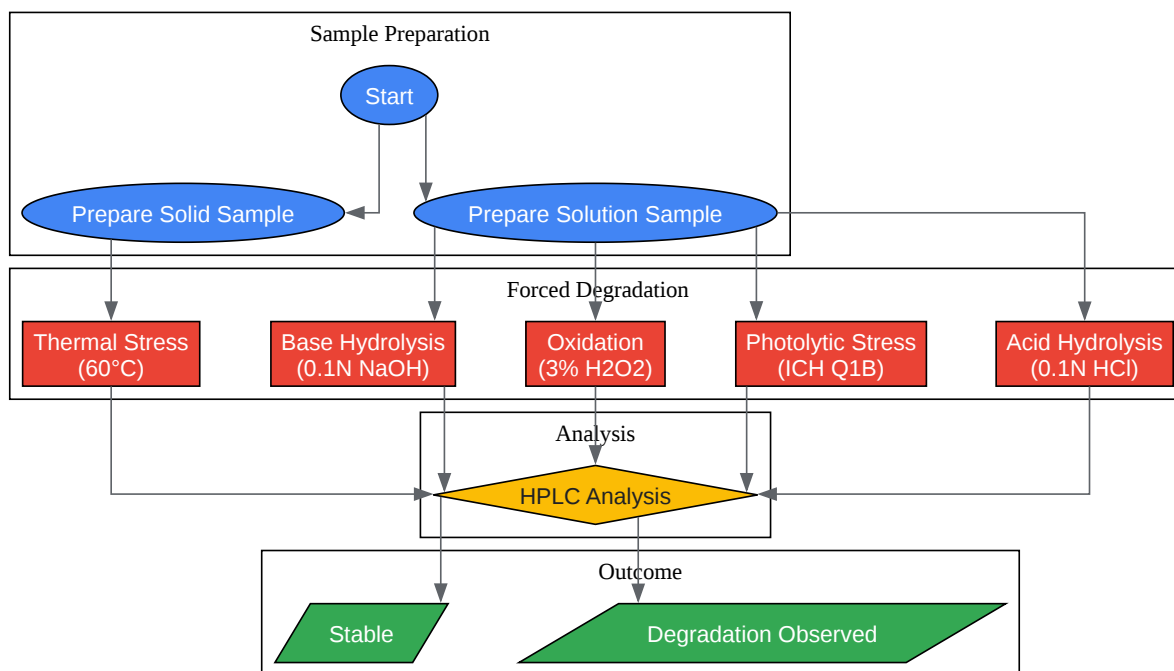 Sample Preparation
Start
Prepare Solid Sample
Prepare Solution Sample
Forced Degradation
Thermal Stress
(60°C)
Base Hydrolysis
(0.1N NaOH)
Oxidation
(3% H2O2)
Photolytic Stress
(ICH Q1B)
Acid Hydrolysis
(0.1N HCl)
Analysis
HPLC Analysis
Outcome
Stable
Degradation Observed